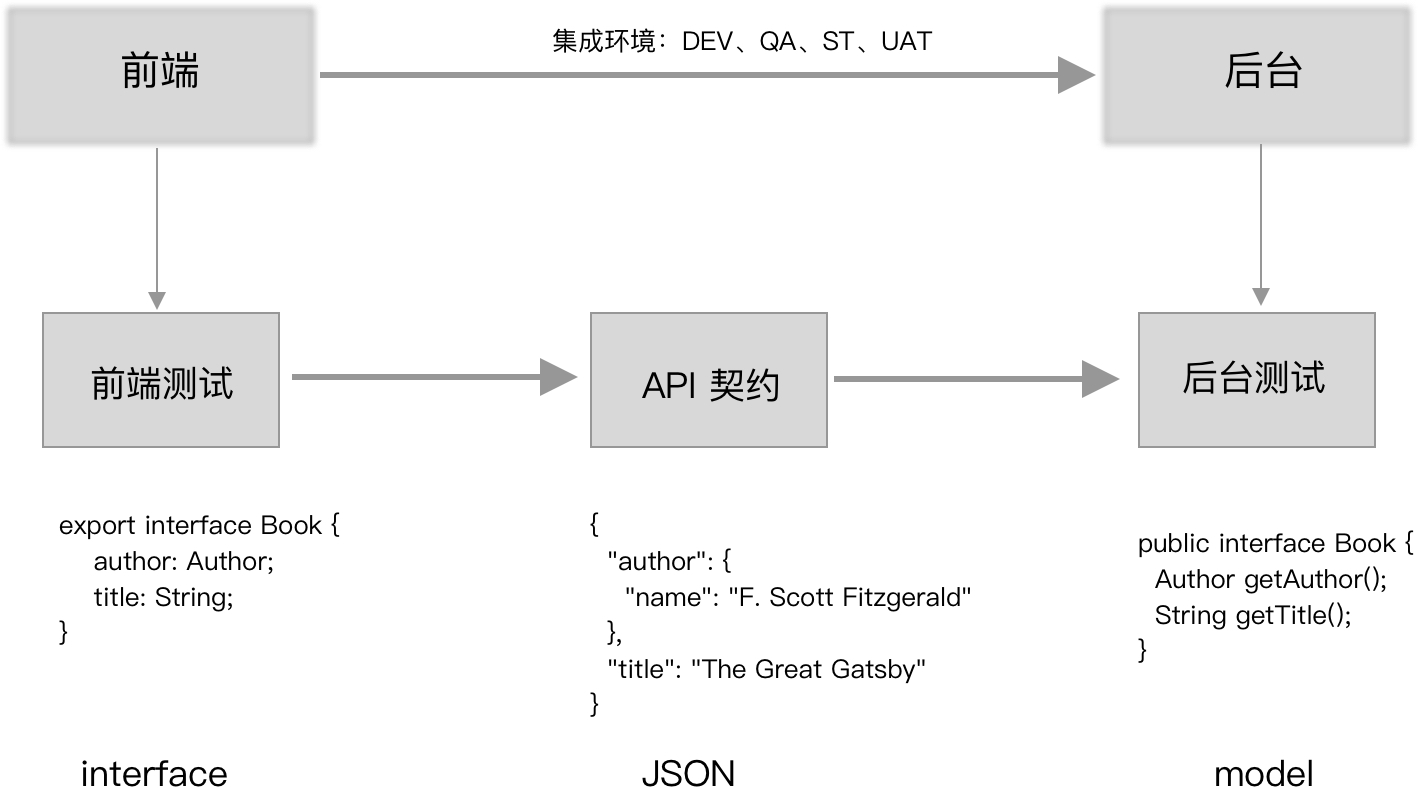 前端
集成环境：DEV、QA、ST、UAT
后台
前端测试
API 契约
后台测试
export interface Book {
author: Author;
title: String;
}
{
"author": {
"name": "F. Scott Fitzgerald"
},
"title": "The Great Gatsby"
}
public interface Book {
Author getAuthor();
String getTitle();
}
interface
JSON
model